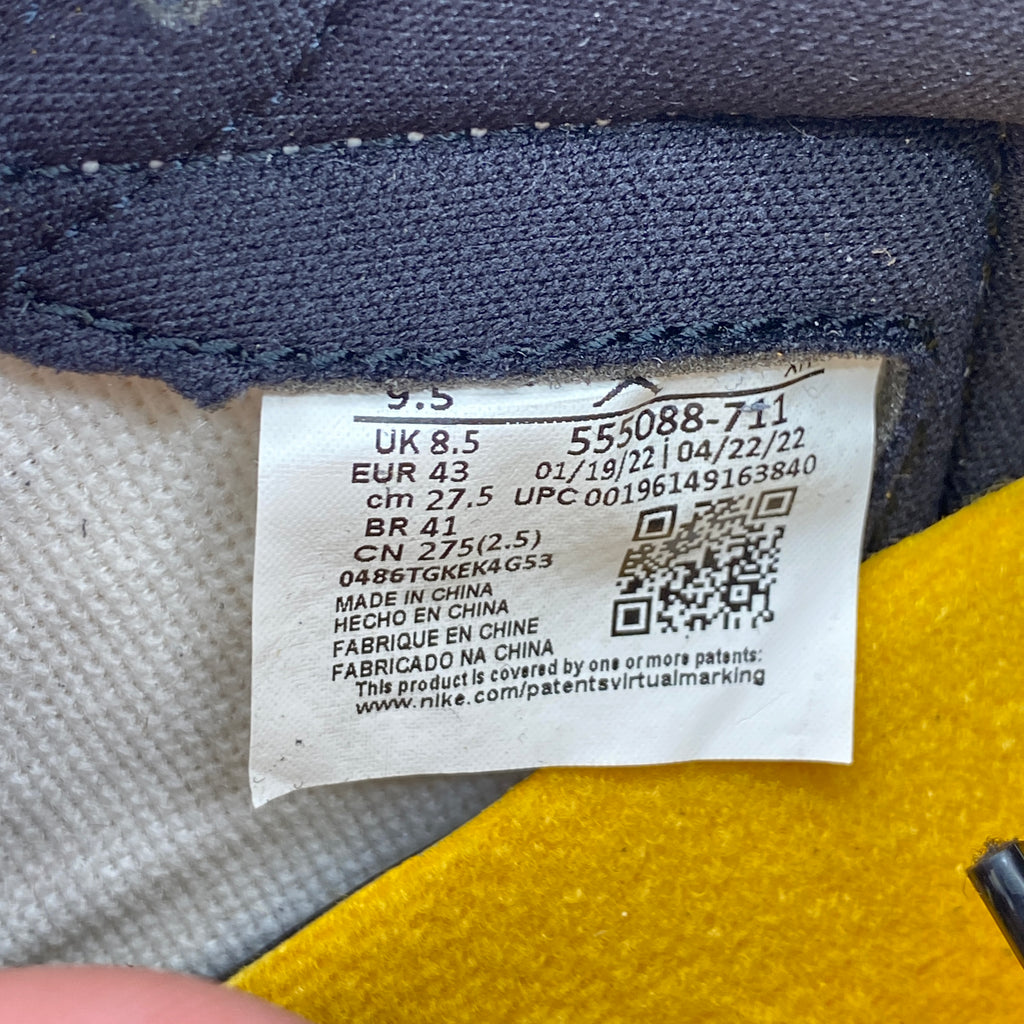 9.5
UK 8.5
EUR 43
cm 27.5
BR 41
CN 275(2.5)
555088-711
01/19/22 | 04/22/22
UPC 00196149163840
0486TGKEK4G53
MADE IN CHINA
HECHO EN CHINA
FABRIQUE EN CHINE
FABRICADO NA CHINA
This product is covered by one or more patents:
www.nike.com/patentsvirtualmarking